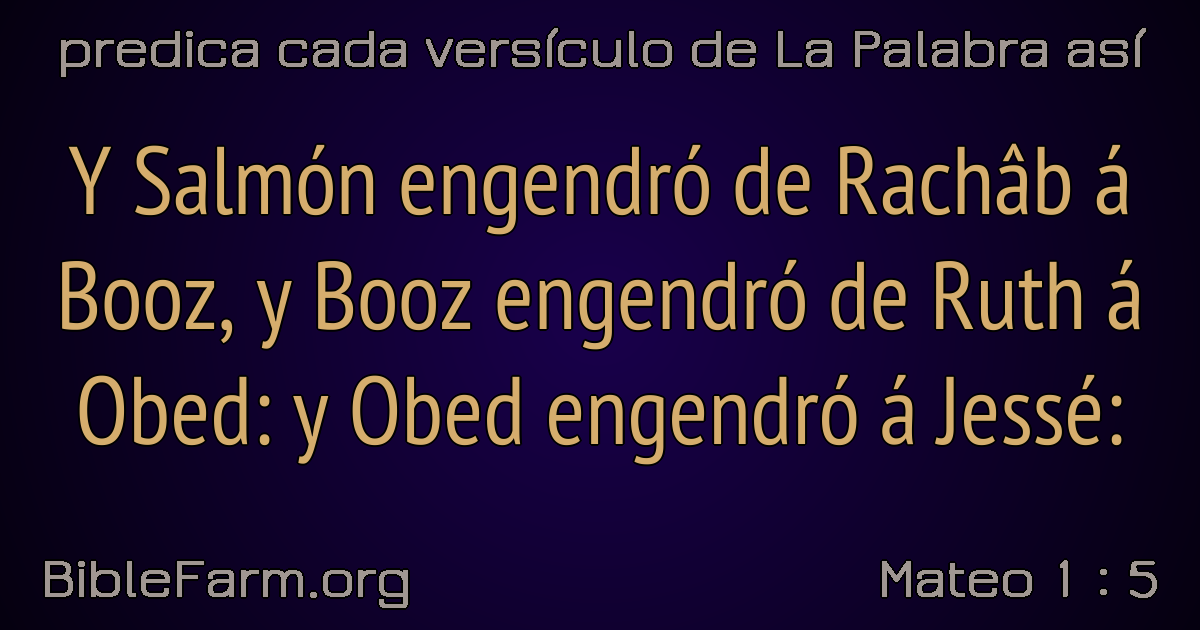 predica cada versículo de La Palabra así
Y Salmón engendró de Rachâb á
Booz, y Booz engendró de Ruth á
Obed: y Obed engendró á Jessé:
BibleFarm.org
Mateo 1 : 5